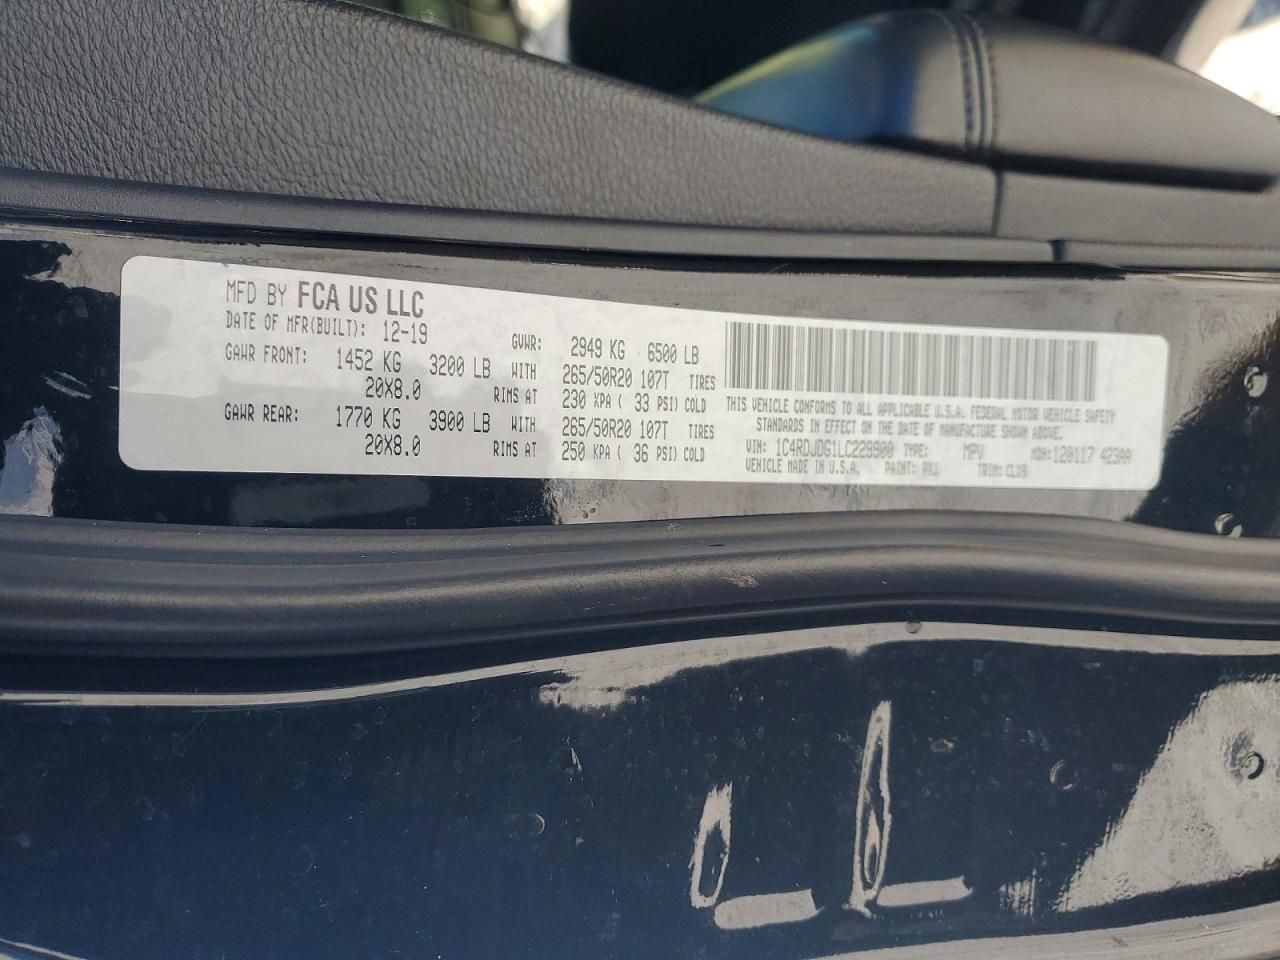 MFD BY FCA US LLC
DATE OF MFR(BUILT): 12-19 GVWR: 2949 KG 6500 LB
GAWR FRONT: 1452 KG 3200 LB WITH 265/50R20 107T TIRES
20X8.0 RIMS AT 230 KPA ( 33 PSI) COLD
GAWR REAR: 1770 KG 3900 LB WITH 265/50R20 107T TIRES
20X8.0 RIMS AT 250 KPA ( 36 PSI) COLD
THIS VEHICLE CONFORMS TO ALL APPLICABLE U.S.A. FEDERAL MOTOR VEHICLE SAFETY
STANDARDS IN EFFECT ON THE DATE OF MANUFACTURE SHOWN ABOVE.
VIN: 1C4RDJDG1LC229900 TYPE: MPV MDH: 120117 423AA
VEHICLE MADE IN U.S.A. PAINT: TRIM: CLX9